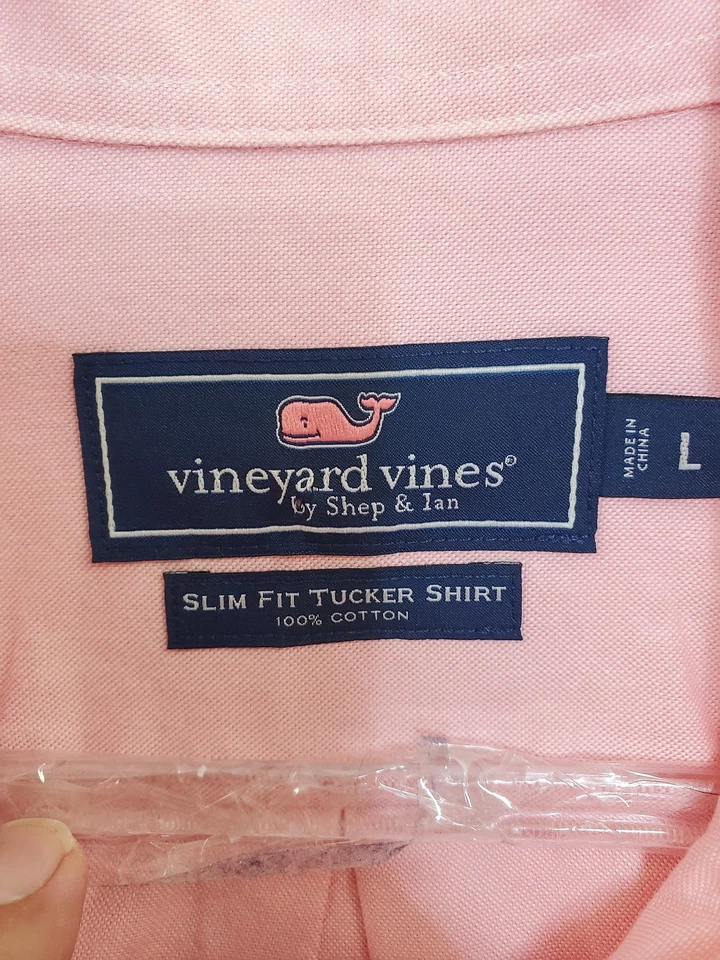 vineyard vines®
by Shep & Ian
MADE IN
CHINA
L
SLIM FIT TUCKER SHIRT
100% COTTON